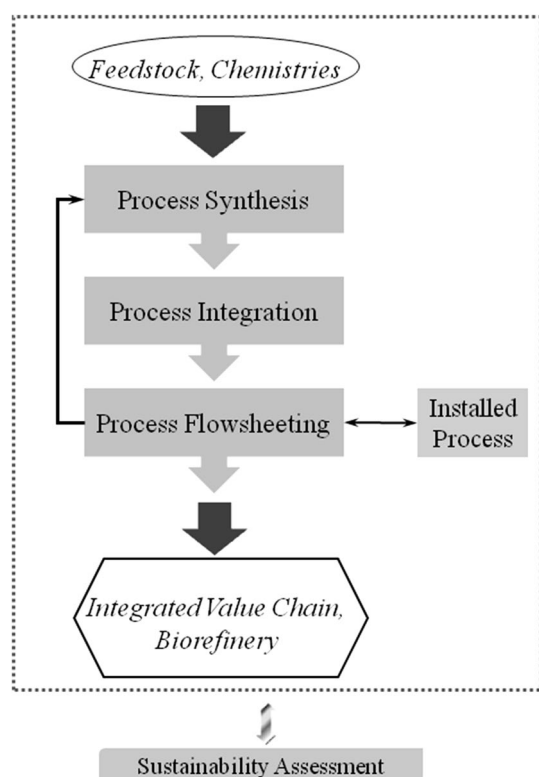 Feedstock, Chemistries
Process Synthesis
Process Integration
Process Flowsheeting
Installed
Process
Integrated Value Chain,
Biorefinery
Sustainability Assessment